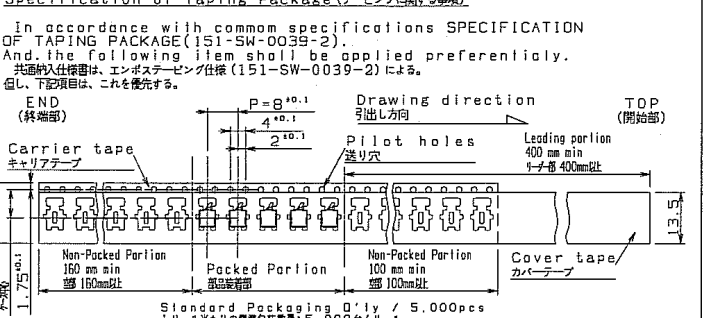 Specification of Taping Package(テーピングに関する事項)
In accordance with common specifications SPECIFICATION
OF TAPING PACKAGE(151-SW-0039-2).
And.the following item shall be applied preferentialy.
共通納入仕様書は、エンボステーピング仕様(151-SW-0039-2)による。
但し、下記項目は、これを優先する。
END
(終端部)
P=8±0.1
4±0.1
2±0.1
Drawing direction
引出し方向
TOP
(開始部)
Carrier tape
キャリアテープ
Pilot holes
送り穴
Leading portion
400 mm min
リーダー部 400mm以上
13.5
1.75±0.1
Non-Packed Portion
160 mm min
160mm以上
Packed Portion
部品装着部
Non-Packed Portion
100 mm min
100mm以上
Cover tape
カバーテープ
Standard Packaging Q'ty / 5,000pcs